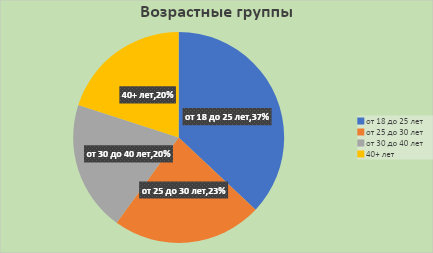 Возрастные группы
40+ лет,20%
от 18 до 25 лет,37%
от 30 до 40 лет,20%
от 25 до 30 лет,23%
от 18 до 25 лет
от 25 до 30 лет
от 30 до 40 лет
40+ лет